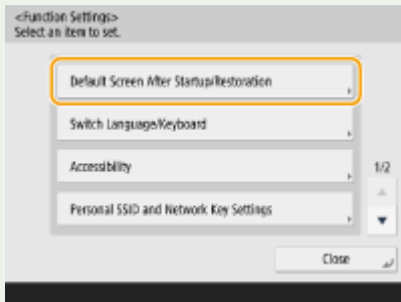 <Function Settings>
Select an item to set.
Default Screen After Startup/Restoration
Switch Language/Keyboard
Accessibility
1/2
Personal SSID and Network Key Settings
Close